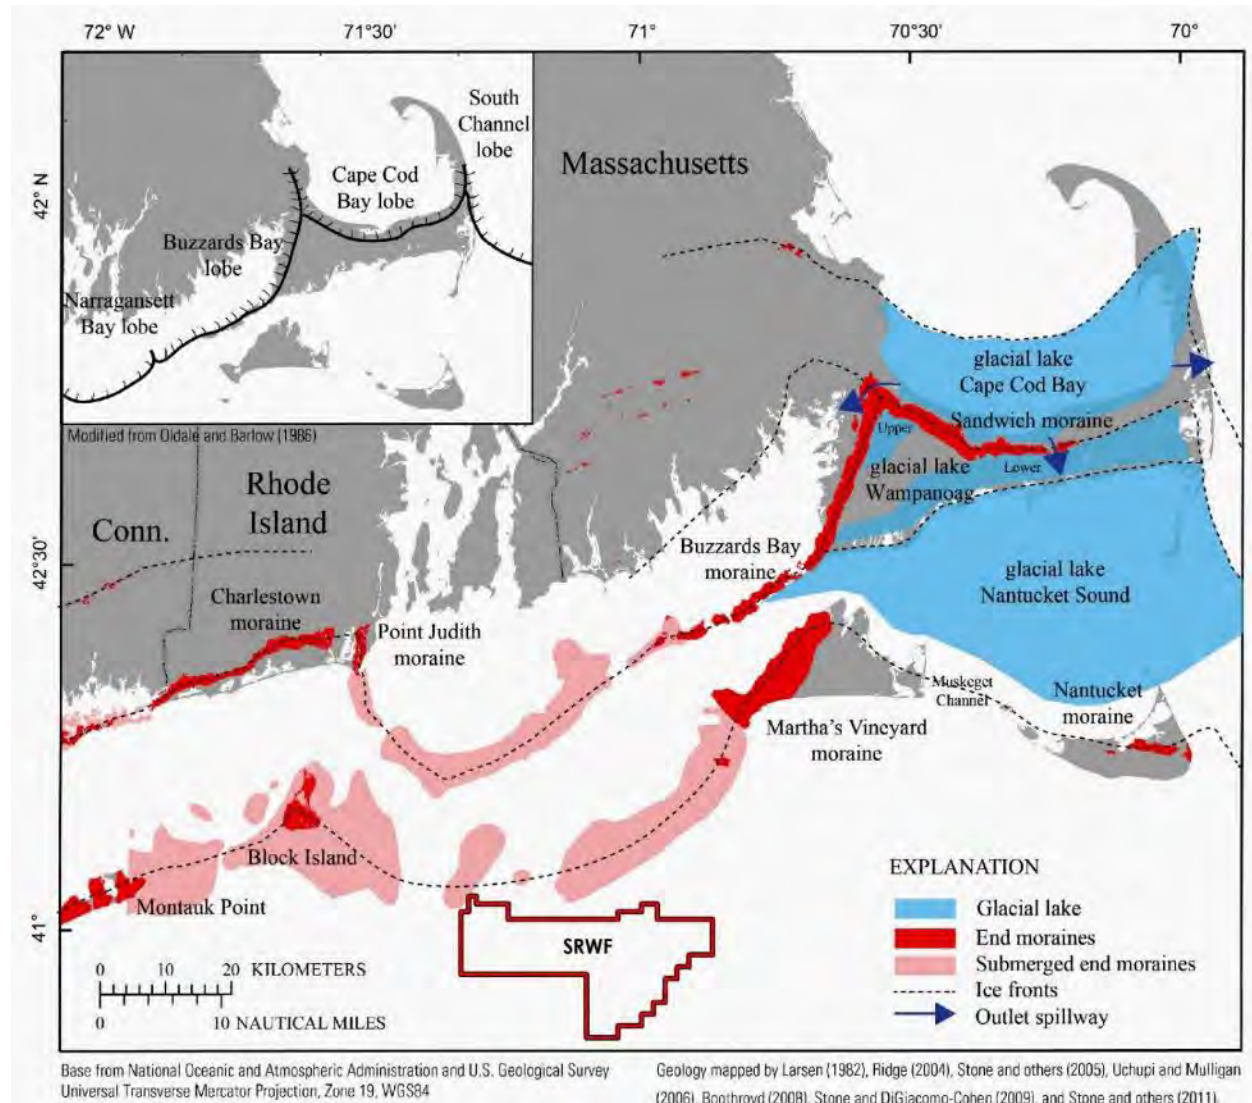 72° W
71°30'
71°
70°30'
70°
42° N
42°30'
41°
South
Channel
lobe
Cape Cod
Bay lobe
Buzzards Bay
lobe
Narragansett
Bay lobe
Modified from Oldale and Barlow (1986)
Massachusetts
glacial lake
Cape Cod Bay
Sandwich moraine
Upper
Lower
glacial lake
Wampanoag
Rhode
Island
Conn.
Buzzards Bay
moraine
glacial lake
Nantucket Sound
Charlestown
moraine
Point Judith
moraine
Muskeget
Channel
Nantucket
moraine
Martha's Vineyard
moraine
Block Island
Montauk Point
SRWF
EXPLANATION
Glacial lake
End moraines
Submerged end moraines
Ice fronts
Outlet spillway
0 10 20 KILOMETERS
0 10 NAUTICAL MILES
Base from National Oceanic and Atmospheric Administration and U.S. Geological Survey
Universal Transverse Mercator Projection, Zone 19, WGS84
Geology mapped by Larsen (1982), Ridge (2004), Stone and others (2005), Uchupi and Mulligan
(2006), Boothroyd (2008), Stone and DiGiacomo-Cohen (2009), and Stone and others (2011).